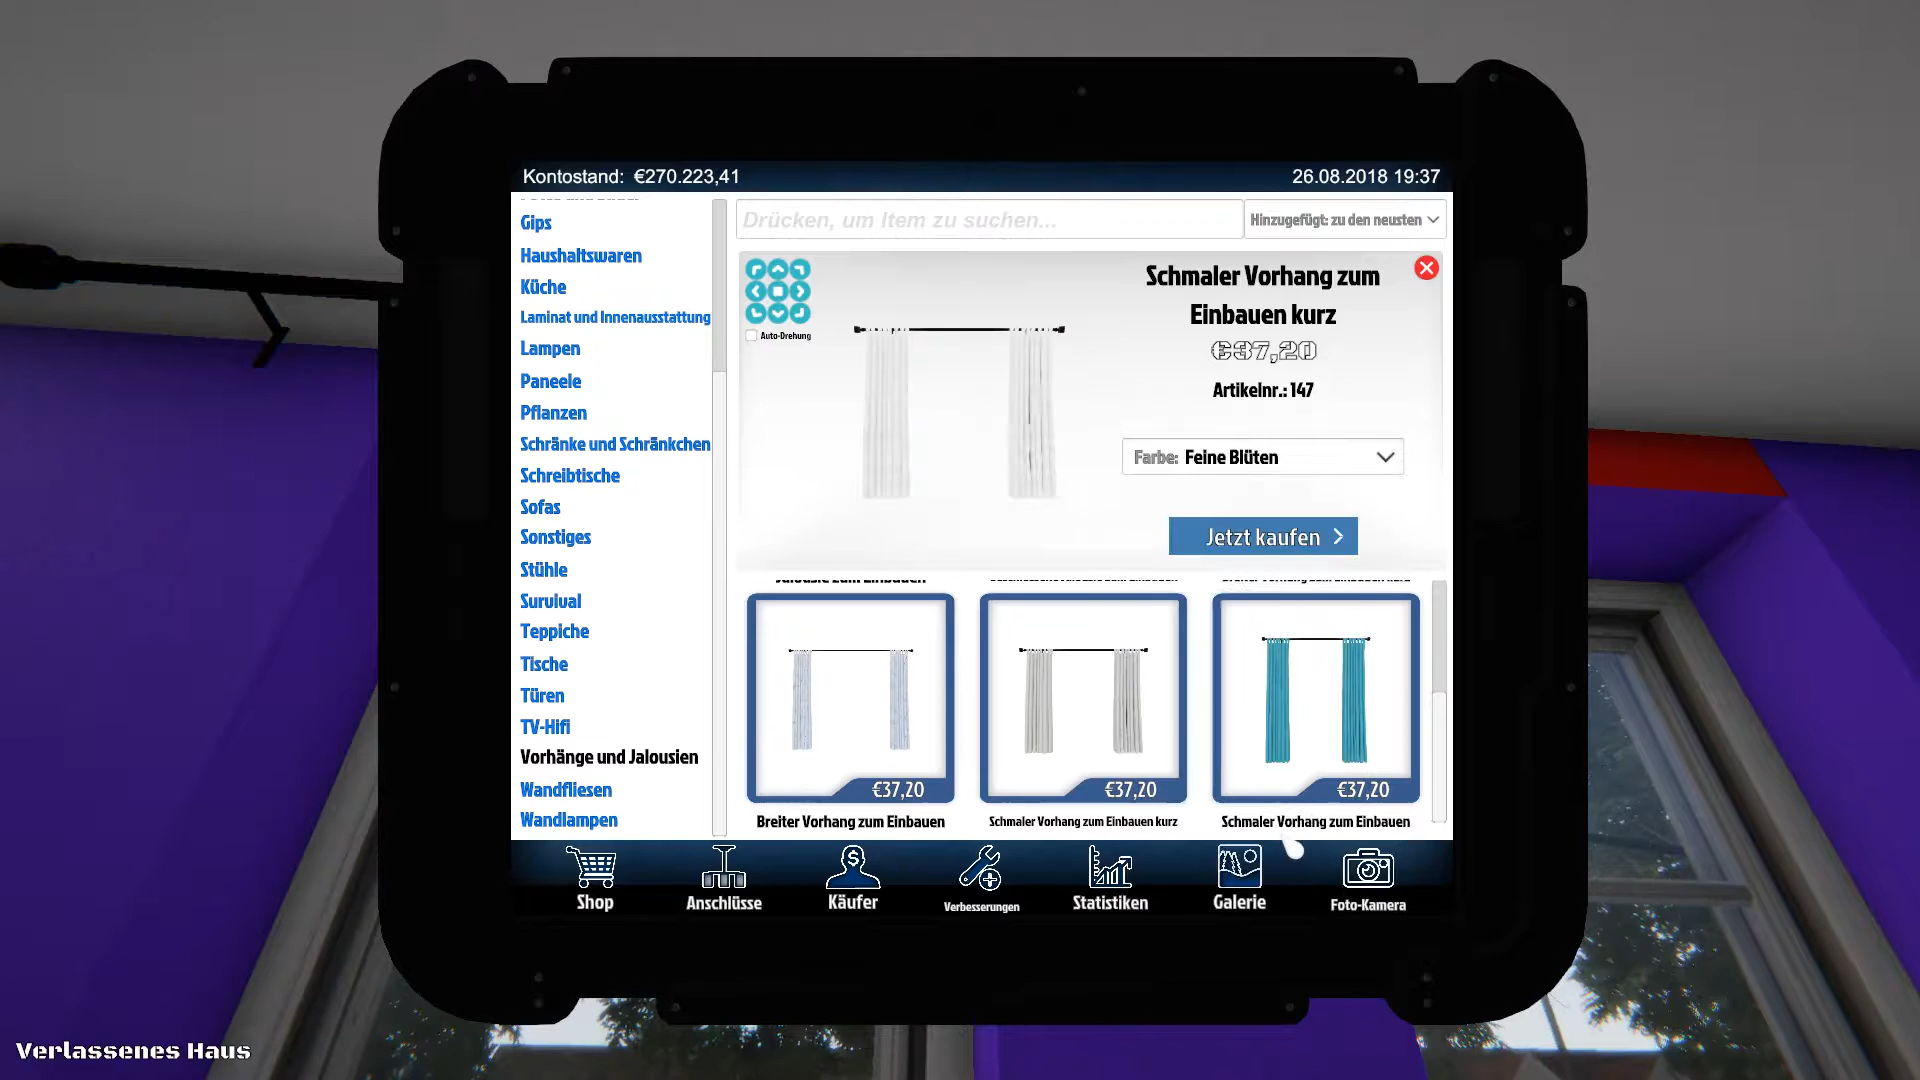 Kontostand: €270.223,41
26.08.2018 19:37
Gips
Haushaltswaren
Küche
Laminat und Innenausstattung
Lampen
Paneele
Pflanzen
Schränke und Schränkchen
Schreibtische
Sofas
Sonstiges
Stühle
Survival
Teppiche
Tische
Türen
TV-Hifi
Vorhänge und Jalousien
Wandfliesen
Wandlampen
Drücken, um Item zu suchen...
Hinzugefügt: zu den neusten
Auto-Drehung
Schmaler Vorhang zum
Einbauen kurz
€37,20
Artikelnr.: 147
Farbe: Feine Blüten
Jetzt kaufen
Jalousie zum Einbauen
€37,20
€37,20
€37,20
Breiter Vorhang zum Einbauen
Schmaler Vorhang zum Einbauen kurz
Schmaler Vorhang zum Einbauen
Shop
Anschlüsse
Käufer
Verbesserungen
Statistiken
Galerie
Foto-Kamera
Verlassenes Haus